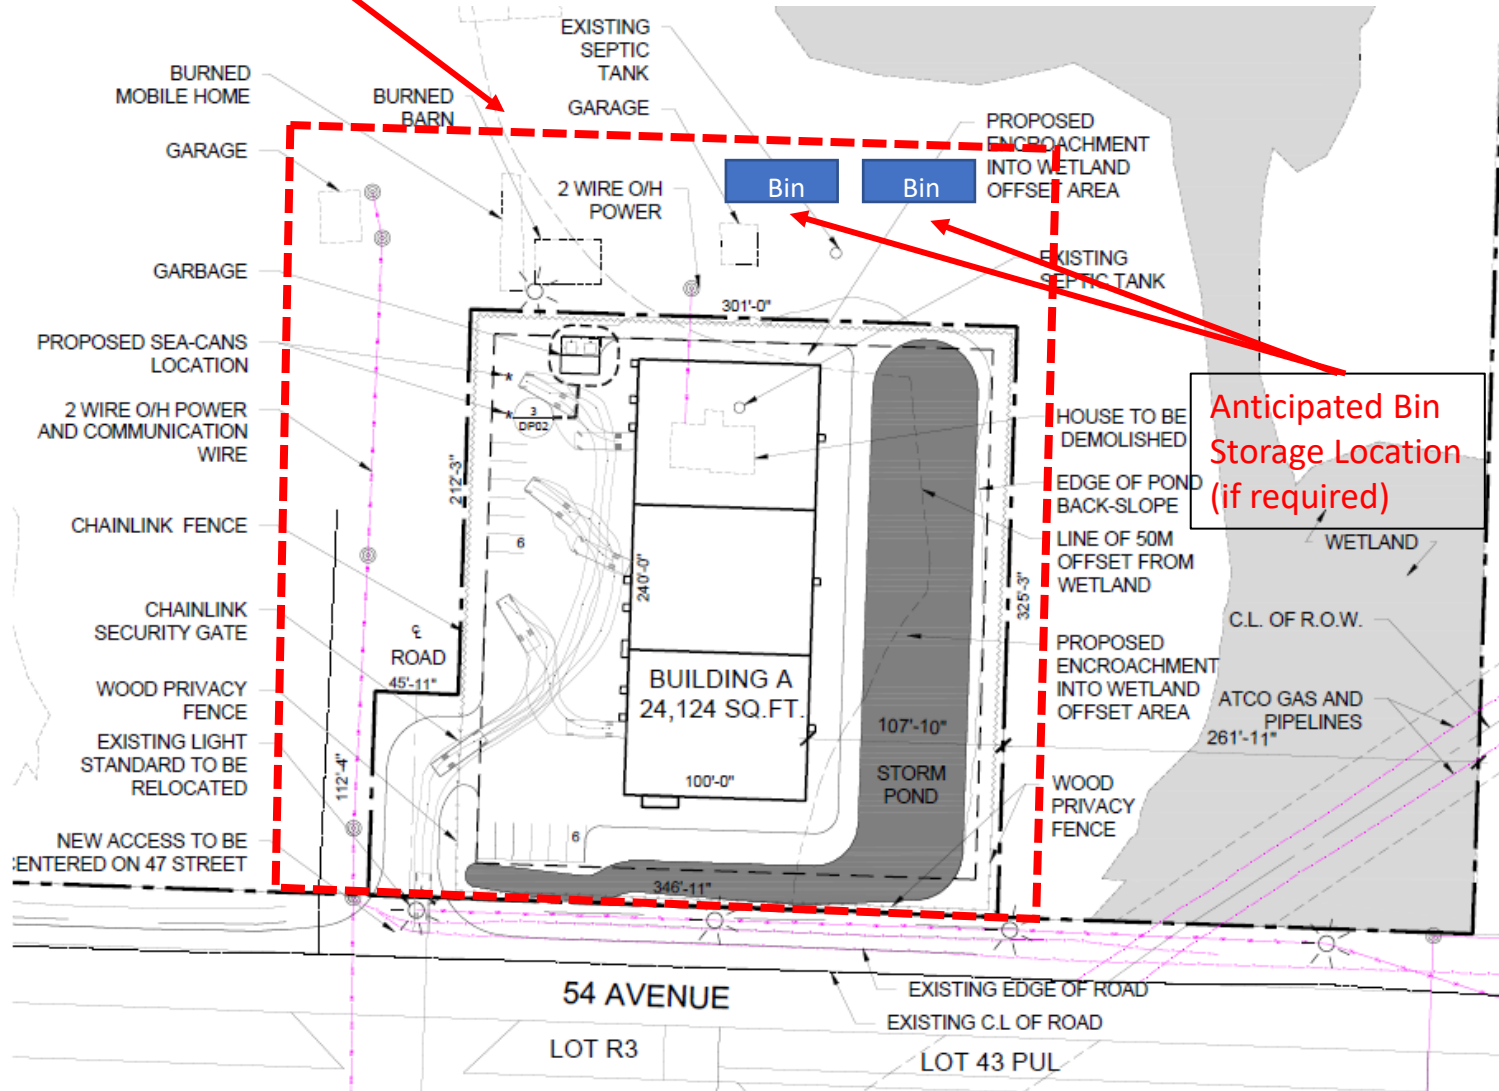 EXISTING
SEPTIC
TANK
BURNED
MOBILE HOME
BURNED
BARN
GARAGE
PROPOSED
ENCROACHMENT
INTO WETLAND
OFFSET AREA
GARAGE
Bin
Bin
2 WIRE O/H
POWER
GARBAGE
EXISTING
SEPTIC TANK
301'-0"
PROPOSED SEA-CANS
LOCATION
*
*
3
DP02
2 WIRE O/H POWER
AND COMMUNICATION
WIRE
HOUSE TO BE
DEMOLISHED
Anticipated Bin
Storage Location
(if required)
212'-3"
EDGE OF POND
BACK-SLOPE
CHAINLINK FENCE
6
LINE OF 50M
OFFSET FROM
WETLAND
WETLAND
240'-0"
325'-3"
CHAINLINK
SECURITY GATE
C.L. OF R.O.W.
℄
ROAD
45'-11"
PROPOSED
ENCROACHMENT
INTO WETLAND
OFFSET AREA
BUILDING A
24,124 SQ.FT.
WOOD PRIVACY
FENCE
ATCO GAS AND
PIPELINES
107'-10"
261'-11"
EXISTING LIGHT
STANDARD TO BE
RELOCATED
112'-4"
100'-0"
STORM
POND
WOOD
PRIVACY
FENCE
NEW ACCESS TO BE
CENTERED ON 47 STREET
6
346'-11"
54 AVENUE
EXISTING EDGE OF ROAD
EXISTING C.L OF ROAD
LOT R3
LOT 43 PUL